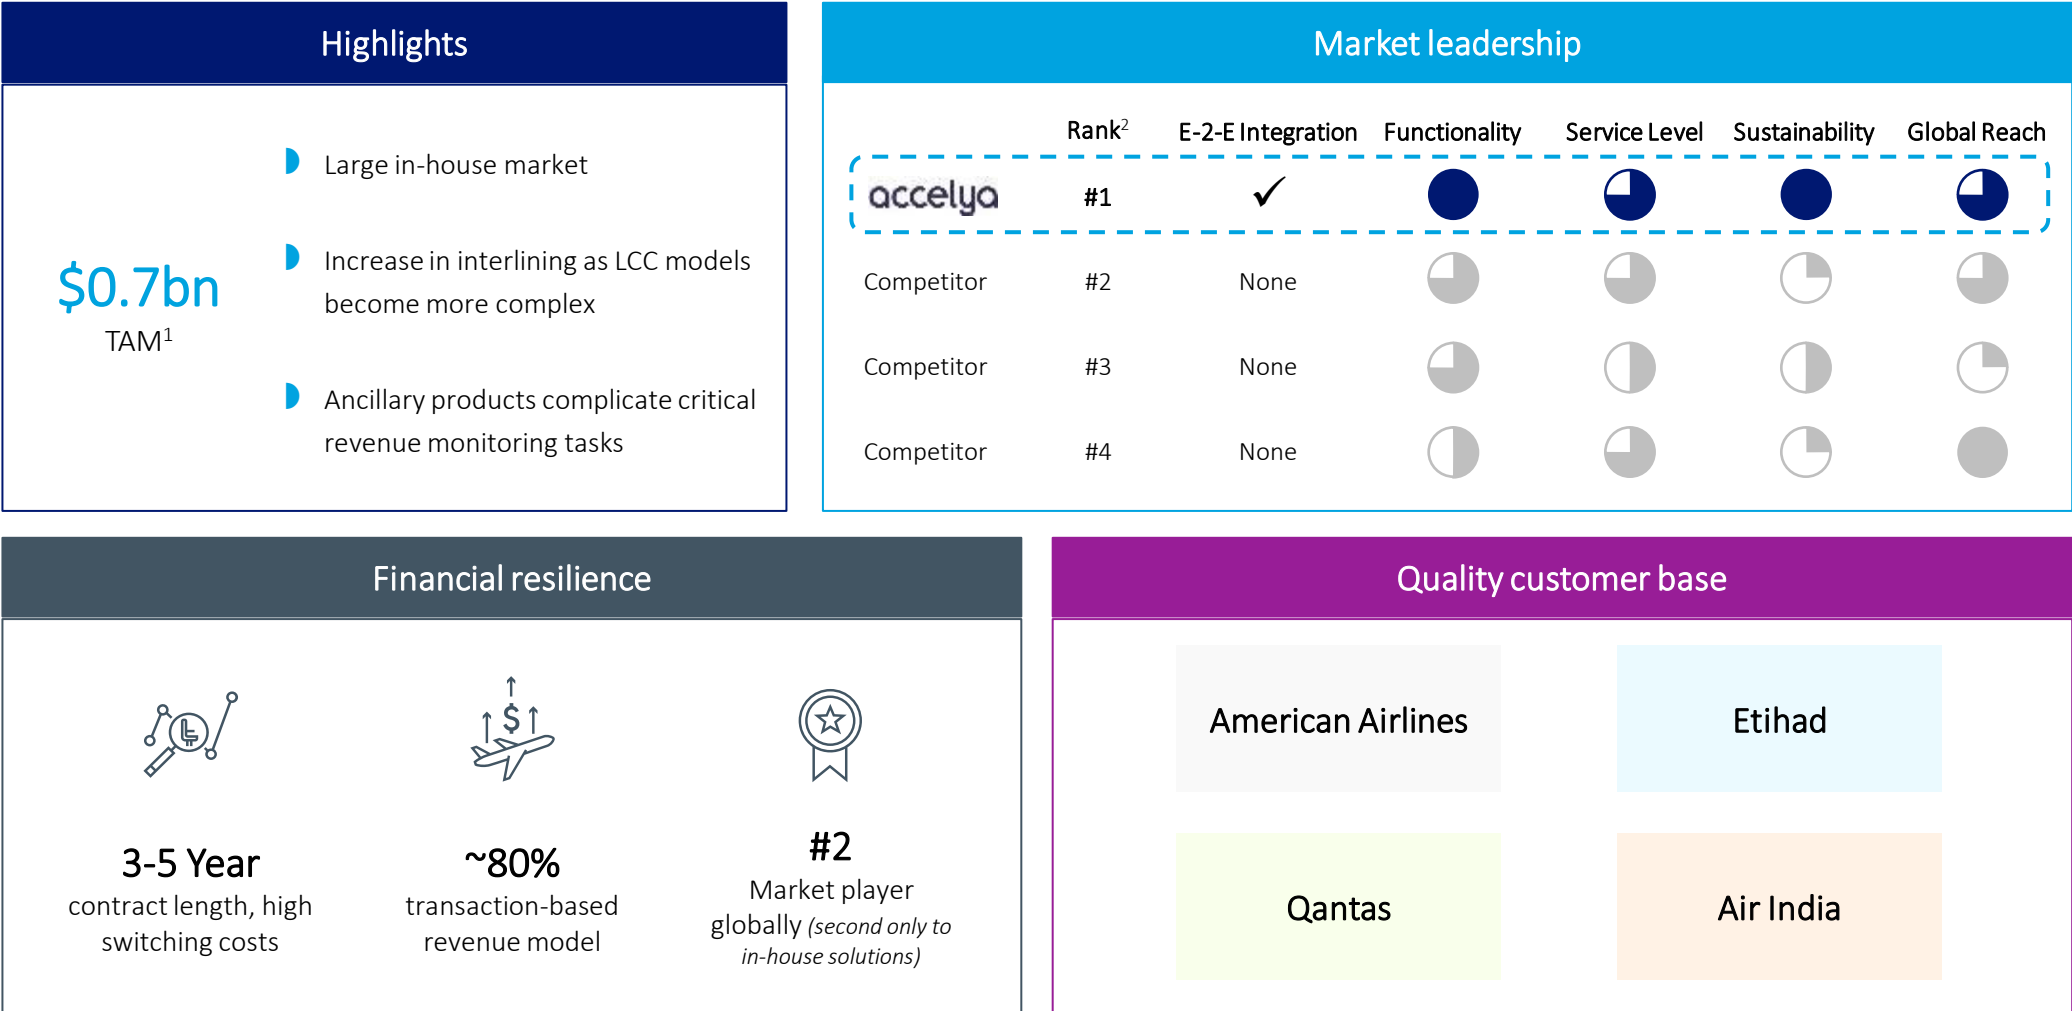 Highlights
$0.7bn
TAM1
Large in-house market
Increase in interlining as LCC models
become more complex
Ancillary products complicate critical
revenue monitoring tasks
Market leadership
Rank2 E-2-E Integration Functionality Service Level Sustainability Global Reach
accelya #1
Competitor #2 None
Competitor #3 None
Competitor #4 None
Financial resilience
3-5 Year
contract length, high
switching costs
$
~80%
transaction-based
revenue model
#2
Market player
globally (second only to
in-house solutions)
Quality customer base
American Airlines
Etihad
Qantas
Air India